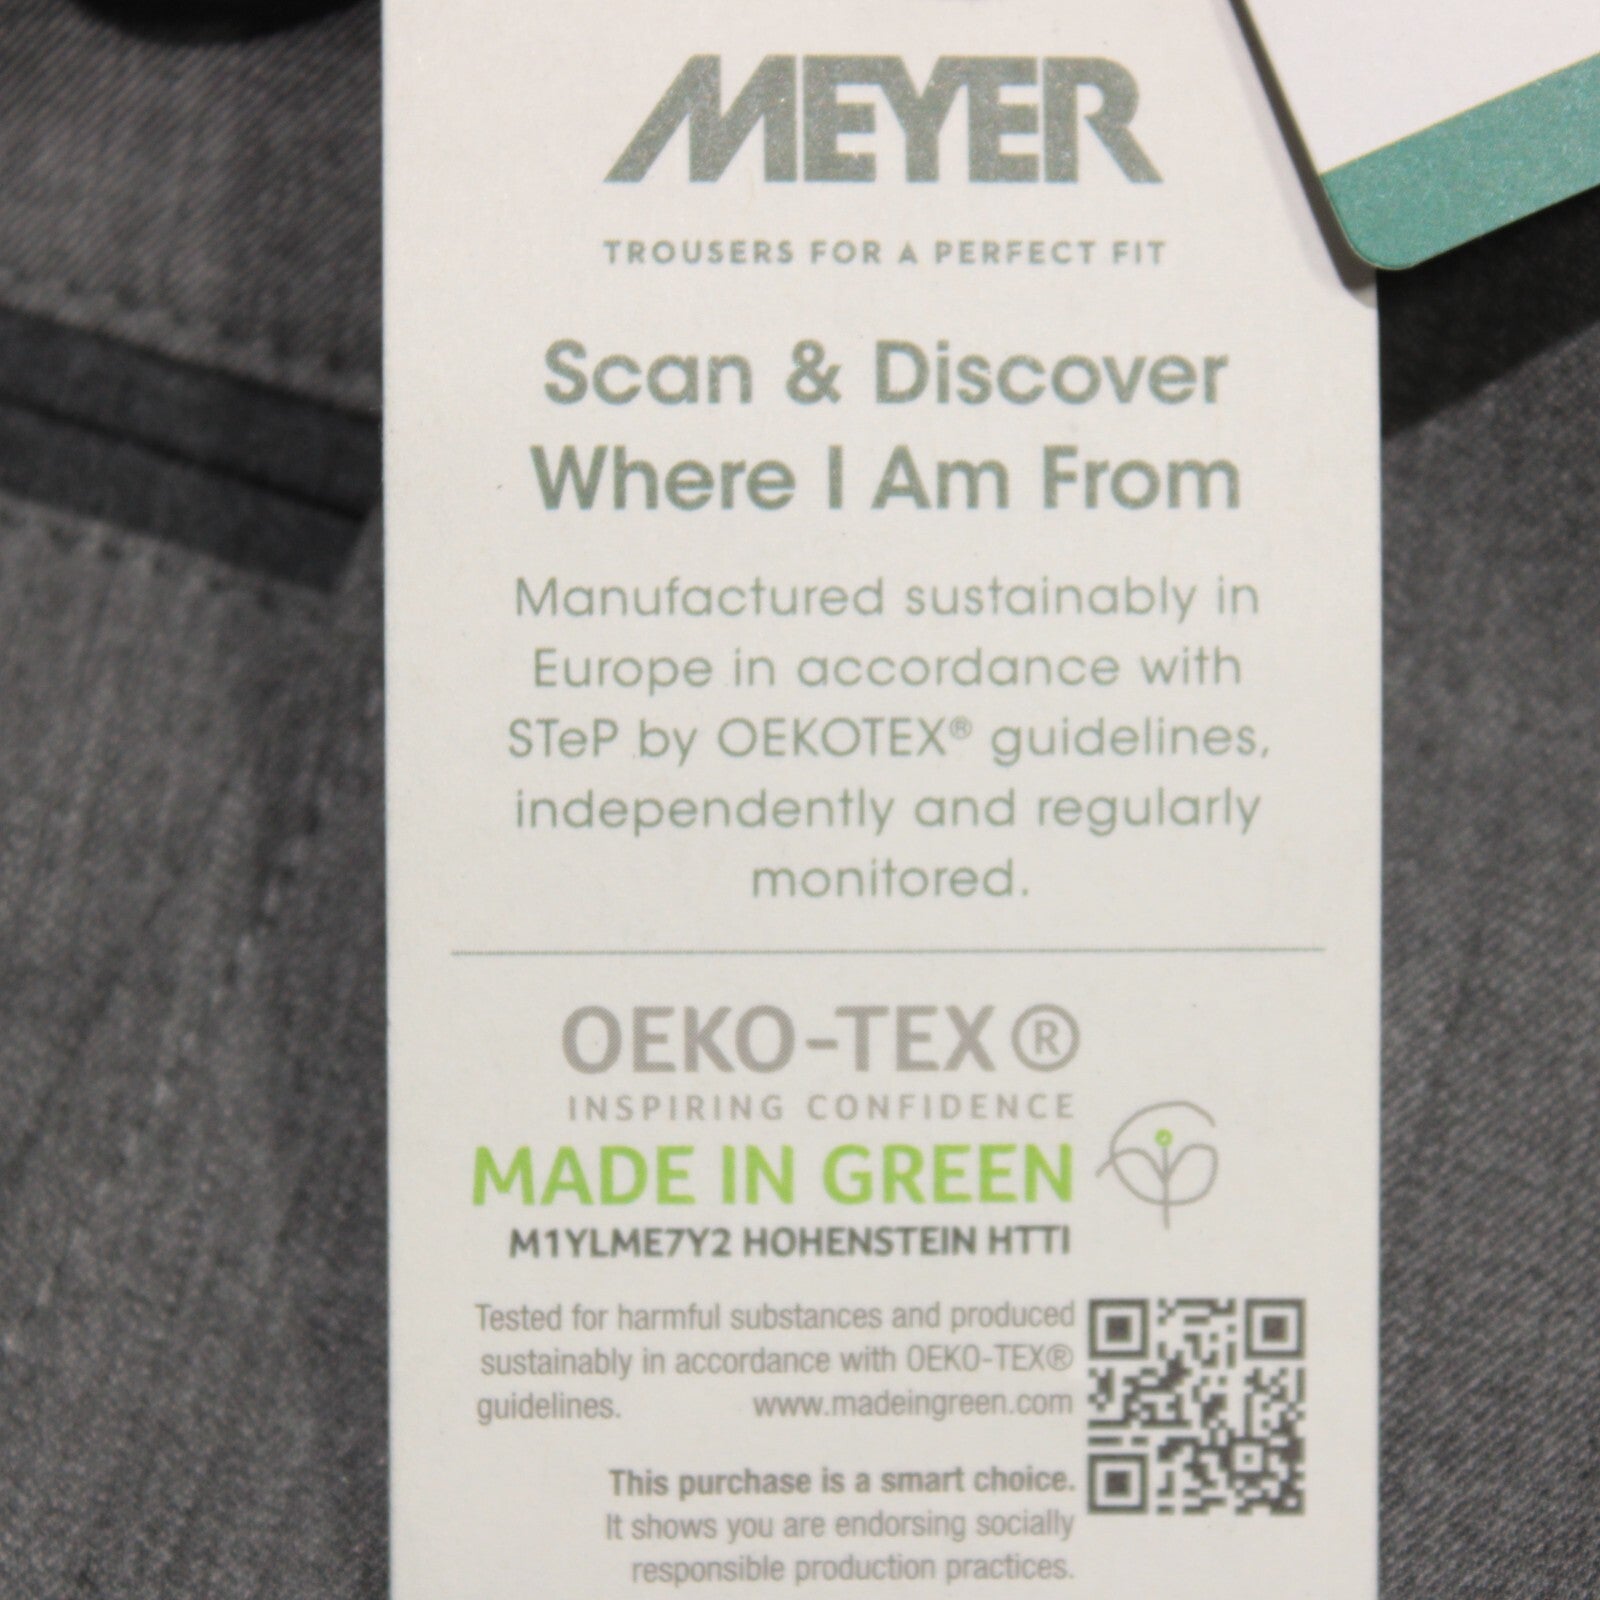 MEYER
TROUSERS FOR A PERFECT FIT
Scan & Discover
Where I Am From
Manufactured sustainably in
Europe in accordance with
STeP by OEKOTEX® guidelines,
independently and regularly
monitored.
OEKO-TEX®
INSPIRING CONFIDENCE
MADE IN GREEN
M1YLME7Y2 HOHENSTEIN HTTI
Tested for harmful substances and produced
sustainably in accordance with OEKO-TEX®
guidelines. www.madeingreen.com
This purchase is a smart choice.
It shows you are endorsing socially
responsible production practices.